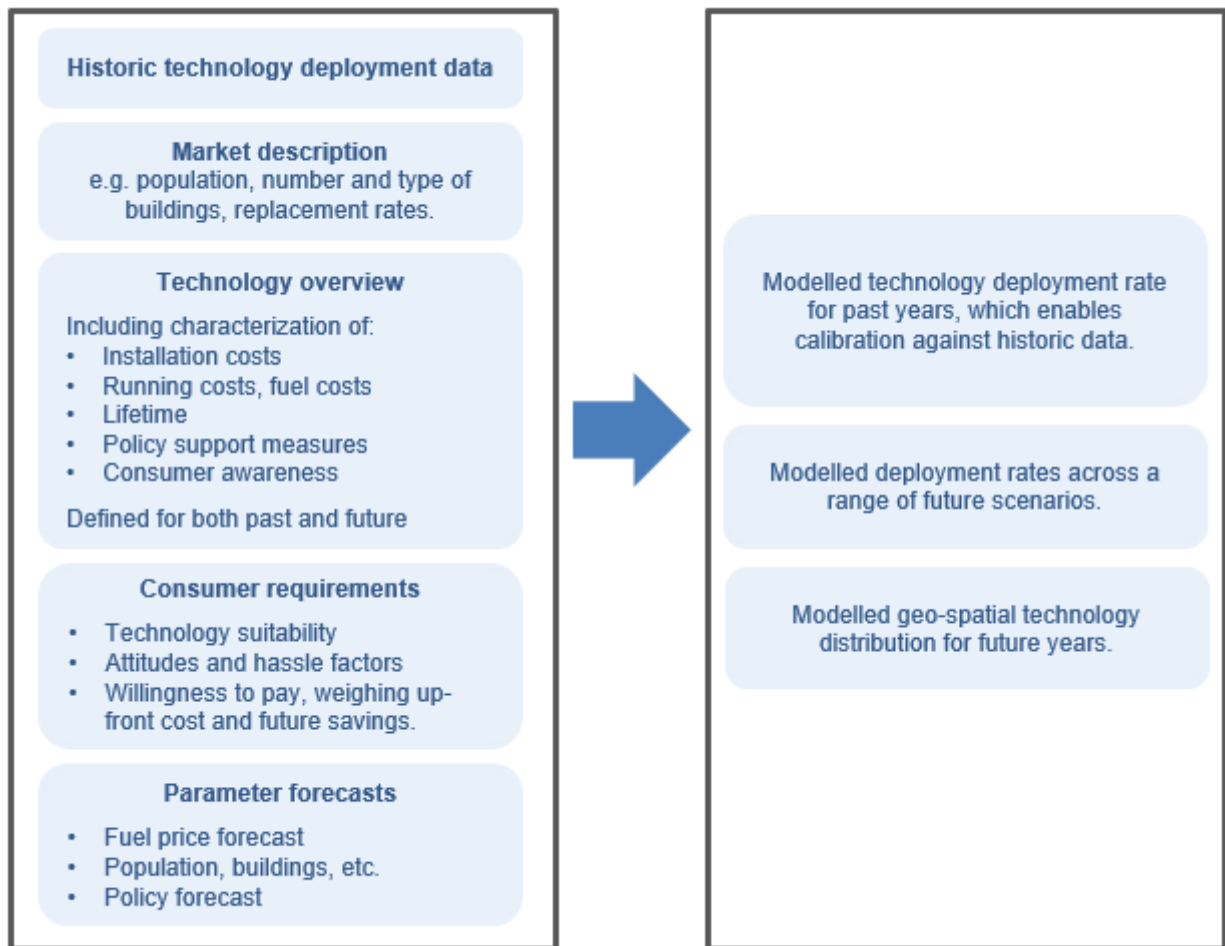 Historic technology deployment data
Market description
e.g. population, number and type of
buildings, replacement rates.
Technology overview
Including characterization of:
• Installation costs
• Running costs, fuel costs
• Lifetime
• Policy support measures
• Consumer awareness
Defined for both past and future
Consumer requirements
• Technology suitability
• Attitudes and hassle factors
• Willingness to pay, weighing up-
front cost and future savings.
Parameter forecasts
• Fuel price forecast
• Population, buildings, etc.
• Policy forecast
Modelled technology deployment rate
for past years, which enables
calibration against historic data.
Modelled deployment rates across a
range of future scenarios.
Modelled geo-spatial technology
distribution for future years.